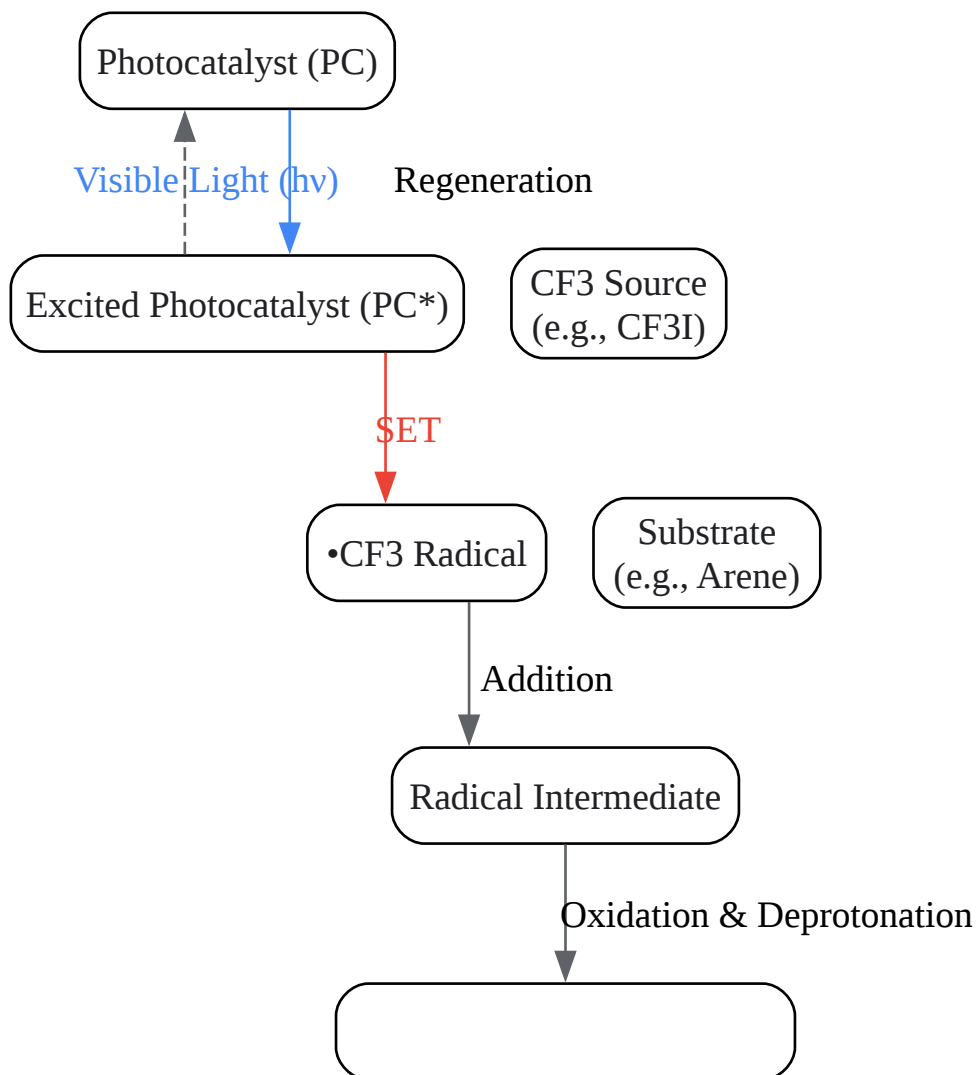 Photocatalyst (PC)
Visible Light (hν)
Regeneration
Excited Photocatalyst (PC*)
CF3 Source
(e.g., CF3I)
SET
•CF3 Radical
Substrate
(e.g., Arene)
Addition
Radical Intermediate
Oxidation & Deprotonation